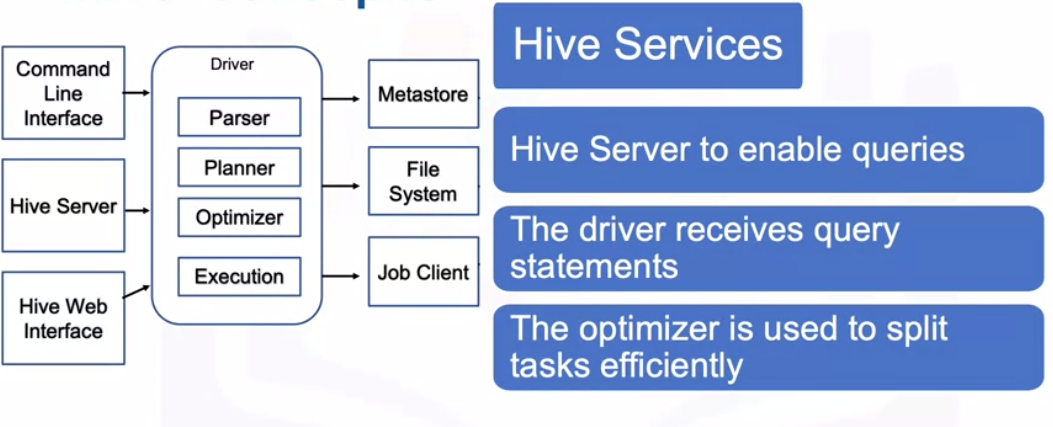 Command
Line
Interface
Hive Server
Hive Web
Interface
Driver
Parser
Planner
Optimizer
Execution
Metastore
File
System
Job Client
Hive Services
Hive Server to enable queries
The driver receives query
statements
The optimizer is used to split
tasks efficiently